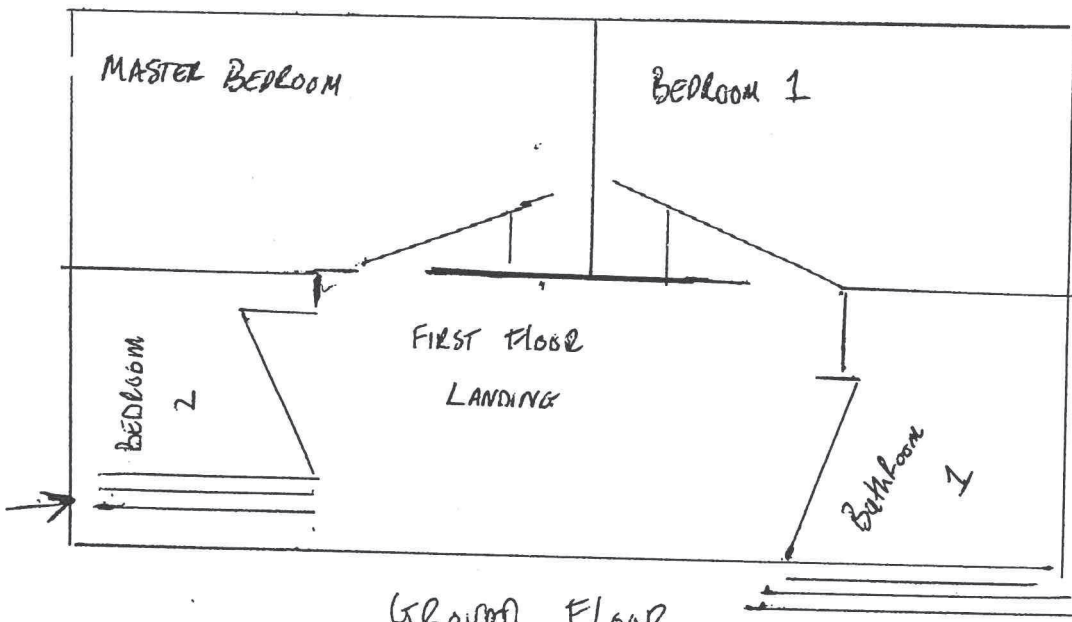 MASTER BEDROOM
BEDROOM 1
FIRST FLOOR
LANDING
BEDROOM
2
BathRoom
1
GROUND FLOOR